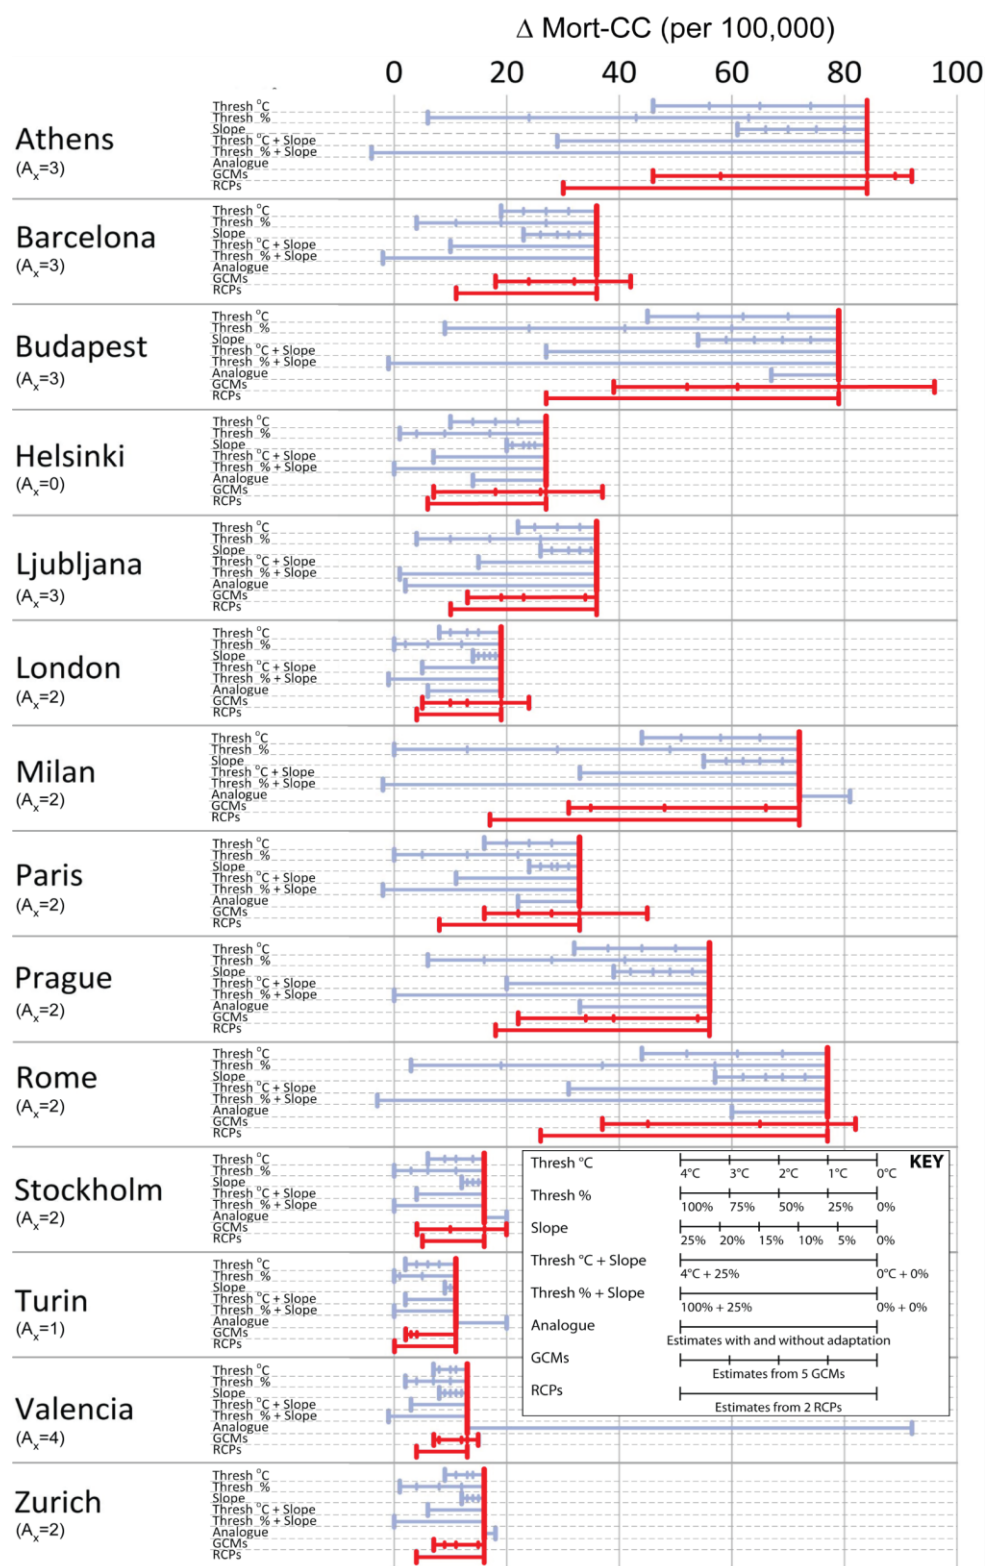 Δ Mort-CC (per 100,000)
0 20 40 60 80 100
Athens
(Aₓ=3)
Thresh °C
Thresh %
Slope
Thresh °C + Slope
Thresh % + Slope
Analogue
GCMs
RCPs
Barcelona
(Aₓ=3)
Thresh °C
Thresh %
Slope
Thresh °C + Slope
Thresh % + Slope
Analogue
GCMs
RCPs
Budapest
(Aₓ=3)
Thresh °C
Thresh %
Slope
Thresh °C + Slope
Thresh % + Slope
Analogue
GCMs
RCPs
Helsinki
(Aₓ=0)
Thresh °C
Thresh %
Slope
Thresh °C + Slope
Thresh % + Slope
Analogue
GCMs
RCPs
Ljubljana
(Aₓ=3)
Thresh °C
Thresh %
Slope
Thresh °C + Slope
Thresh % + Slope
Analogue
GCMs
RCPs
London
(Aₓ=2)
Thresh °C
Thresh %
Slope
Thresh °C + Slope
Thresh % + Slope
Analogue
GCMs
RCPs
Milan
(Aₓ=2)
Thresh °C
Thresh %
Slope
Thresh °C + Slope
Thresh % + Slope
Analogue
GCMs
RCPs
Paris
(Aₓ=2)
Thresh °C
Thresh %
Slope
Thresh °C + Slope
Thresh % + Slope
Analogue
GCMs
RCPs
Prague
(Aₓ=2)
Thresh °C
Thresh %
Slope
Thresh °C + Slope
Thresh % + Slope
Analogue
GCMs
RCPs
Rome
(Aₓ=2)
Thresh °C
Thresh %
Slope
Thresh °C + Slope
Thresh % + Slope
Analogue
GCMs
RCPs
Stockholm
(Aₓ=2)
Thresh °C
Thresh %
Slope
Thresh °C + Slope
Thresh % + Slope
Analogue
GCMs
RCPs
Turin
(Aₓ=1)
Thresh °C
Thresh %
Slope
Thresh °C + Slope
Thresh % + Slope
Analogue
GCMs
RCPs
Valencia
(Aₓ=4)
Thresh °C
Thresh %
Slope
Thresh °C + Slope
Thresh % + Slope
Analogue
GCMs
RCPs
Zurich
(Aₓ=2)
Thresh °C
Thresh %
Slope
Thresh °C + Slope
Thresh % + Slope
Analogue
GCMs
RCPs
KEY
Thresh °C
4°C 3°C 2°C 1°C 0°C
Thresh %
100% 75% 50% 25% 0%
Slope
25% 20% 15% 10% 5% 0%
Thresh °C + Slope
4°C + 25% 0°C + 0%
Thresh % + Slope
100% + 25% 0% + 0%
Analogue
Estimates with and without adaptation
GCMs
Estimates from 5 GCMs
RCPs
Estimates from 2 RCPs